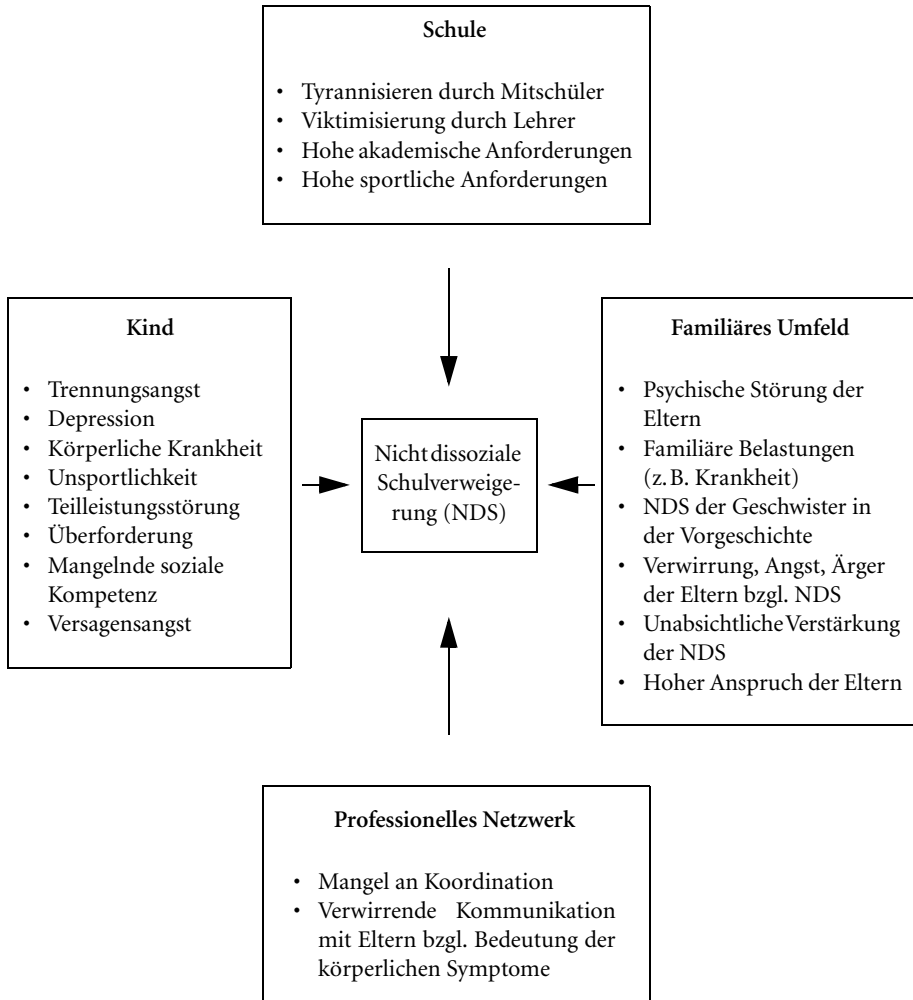 Schule
• Tyrannisieren durch Mitschüler
• Viktimisierung durch Lehrer
• Hohe akademische Anforderungen
• Hohe sportliche Anforderungen
Kind
• Trennungsangst
• Depression
• Körperliche Krankheit
• Unsportlichkeit
• Teilleistungsstörung
• Überforderung
• Mangelnde soziale
Kompetenz
• Versagensangst
Nicht dissoziale
Schulverweige-
rung (NDS)
Familiäres Umfeld
• Psychische Störung der
Eltern
• Familiäre Belastungen
(z. B. Krankheit)
• NDS der Geschwister in
der Vorgeschichte
• Verwirrung, Angst, Ärger
der Eltern bzgl. NDS
• Unabsichtliche Verstärkung
der NDS
• Hoher Anspruch der Eltern
Professionelles Netzwerk
• Mangel an Koordination
• Verwirrende Kommunikation
mit Eltern bzgl. Bedeutung der
körperlichen Symptome